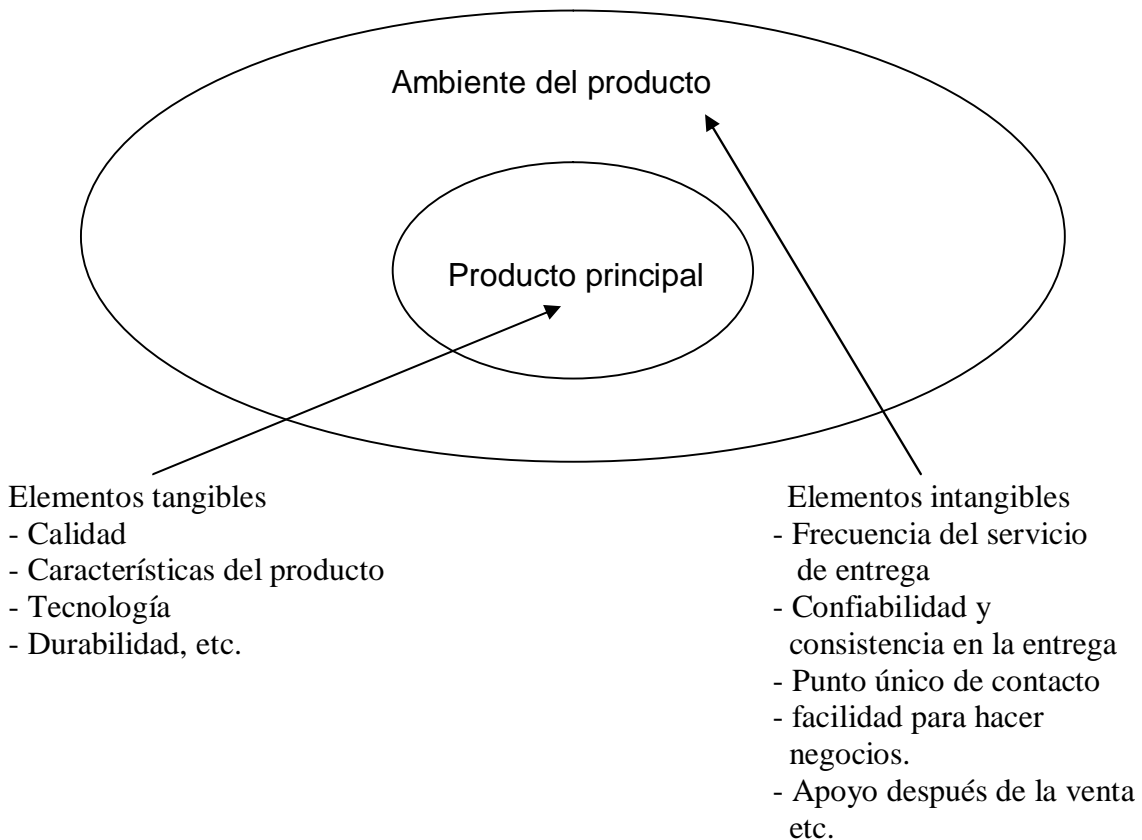 Ambiente del producto
Producto principal
Elementos tangibles
- Calidad
- Características del producto
- Tecnología
- Durabilidad, etc.
Elementos intangibles
- Frecuencia del servicio
de entrega
- Confiabilidad y
consistencia en la entrega
- Punto único de contacto
- facilidad para hacer
negocios.
- Apoyo después de la venta
etc.